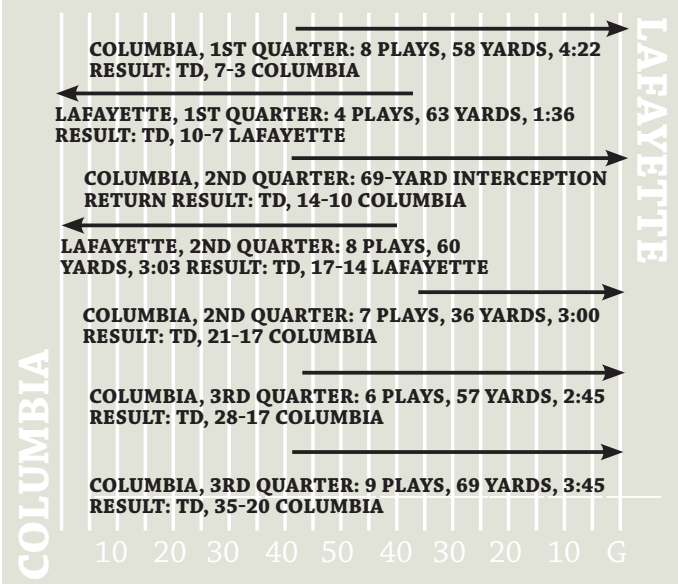 LAFAYETTE
COLUMBIA, 1ST QUARTER: 8 PLAYS, 58 YARDS, 4:22
RESULT: TD, 7-3 COLUMBIA
LAFAYETTE, 1ST QUARTER: 4 PLAYS, 63 YARDS, 1:36
RESULT: TD, 10-7 LAFAYETTE
COLUMBIA, 2ND QUARTER: 69-YARD INTERCEPTION
RETURN RESULT: TD, 14-10 COLUMBIA
LAFAYETTE, 2ND QUARTER: 8 PLAYS, 60
YARDS, 3:03 RESULT: TD, 17-14 LAFAYETTE
COLUMBIA, 2ND QUARTER: 7 PLAYS, 36 YARDS, 3:00
RESULT: TD, 21-17 COLUMBIA
COLUMBIA, 3RD QUARTER: 6 PLAYS, 57 YARDS, 2:45
RESULT: TD, 28-17 COLUMBIA
COLUMBIA, 3RD QUARTER: 9 PLAYS, 69 YARDS, 3:45
RESULT: TD, 35-20 COLUMBIA
COLUMBIA
10 20 30 40 50 40 30 20 10 G